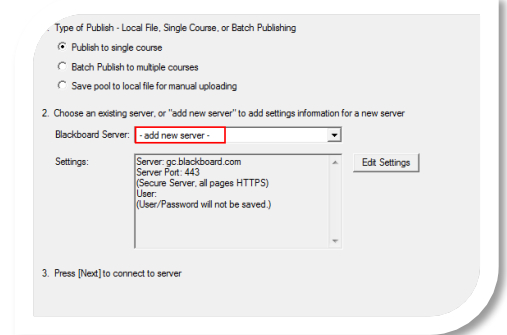 Type of Publish - Local File, Single Course, or Batch Publishing
Publish to single course
Batch Publish to multiple courses
Save pool to local file for manual uploading
2. Choose an existing server, or "add new server" to add settings information for a new server
Blackboard Server: - add new server -
Settings: Server: gc.blackboard.com Edit Settings
Server Port: 443
(Secure Server, all pages HTTPS)
User:
(User/Password will not be saved.)
3. Press [Next] to connect to server